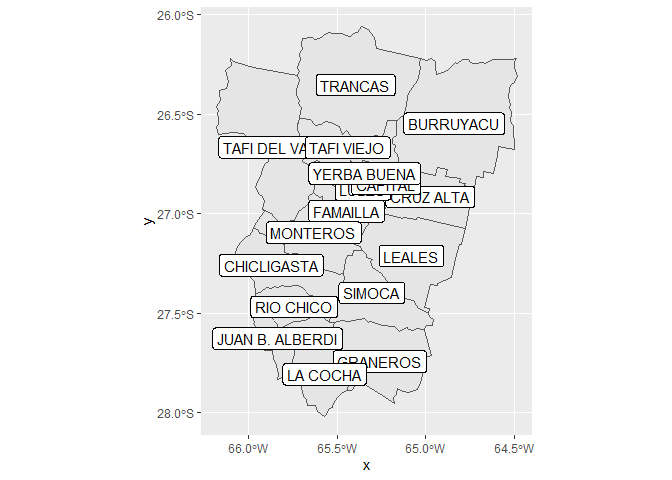 26.0°S
TRANCAS
26.5°S
BURRUYACU
TAFI DEL VA
TAFI VIEJO
YERBA BUENA
CAPITAL
CRUZ ALTA
27.0°S
FAMAILLA
MONTEROS
LEALES
CHICLIGASTA
SIMOCA
RIO CHICO
27.5°S
JUAN B. ALBERDI
GRANEROS
LA COCHA
28.0°S
66.0°W 65.5°W 65.0°W 64.5°W
x
y